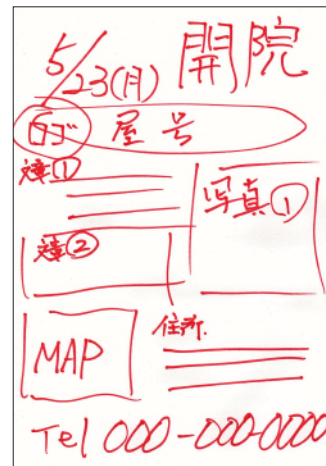 5/23(月) 開院
ロゴ 屋号
文章①
写真①
文章②
MAP
住所
Tel 000-000-0000